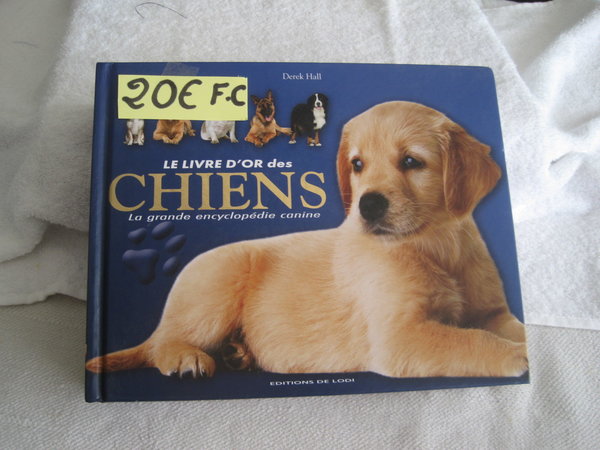 Derek Hall
20€ F.C
LE LIVRE D'OR des
CHIENS
La grande encyclopédie canine
EDITIONS DE LODI